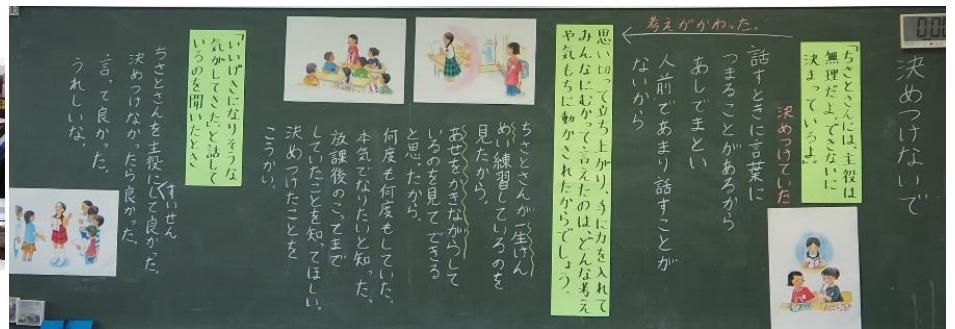 決めつけないで
「ちさとさんには、主役は
無理だよ。できないに
決まっているよ。」
決めつけていた
話すときに言葉に
つまることがあるから
あしでまとい
人前であまり話すことが
ないから
考えがかわった。
思い切って立ち上がり、手に力を入れて
みんなにむかって言えたのは、どんな考え
や気もちに動かされたからでしょう。
ちさとさんが一生けん
めい練習しているのを
見たから。
あせをかきながらして
いるのを見てできる
と思ったから。
何度も何度もしていた。
本気でなりたいと知った。
放課後のこってまで
していたことを知ってほしい。
決めつけたことを
こうかい。
「いいげきになりそうな
気がしてきた」と話して
いるのを聞いたとき
ちさとさんを主役にして良かった。
すいせん
決めつけなかったら良かった。
言って良かった。
うれしいな。